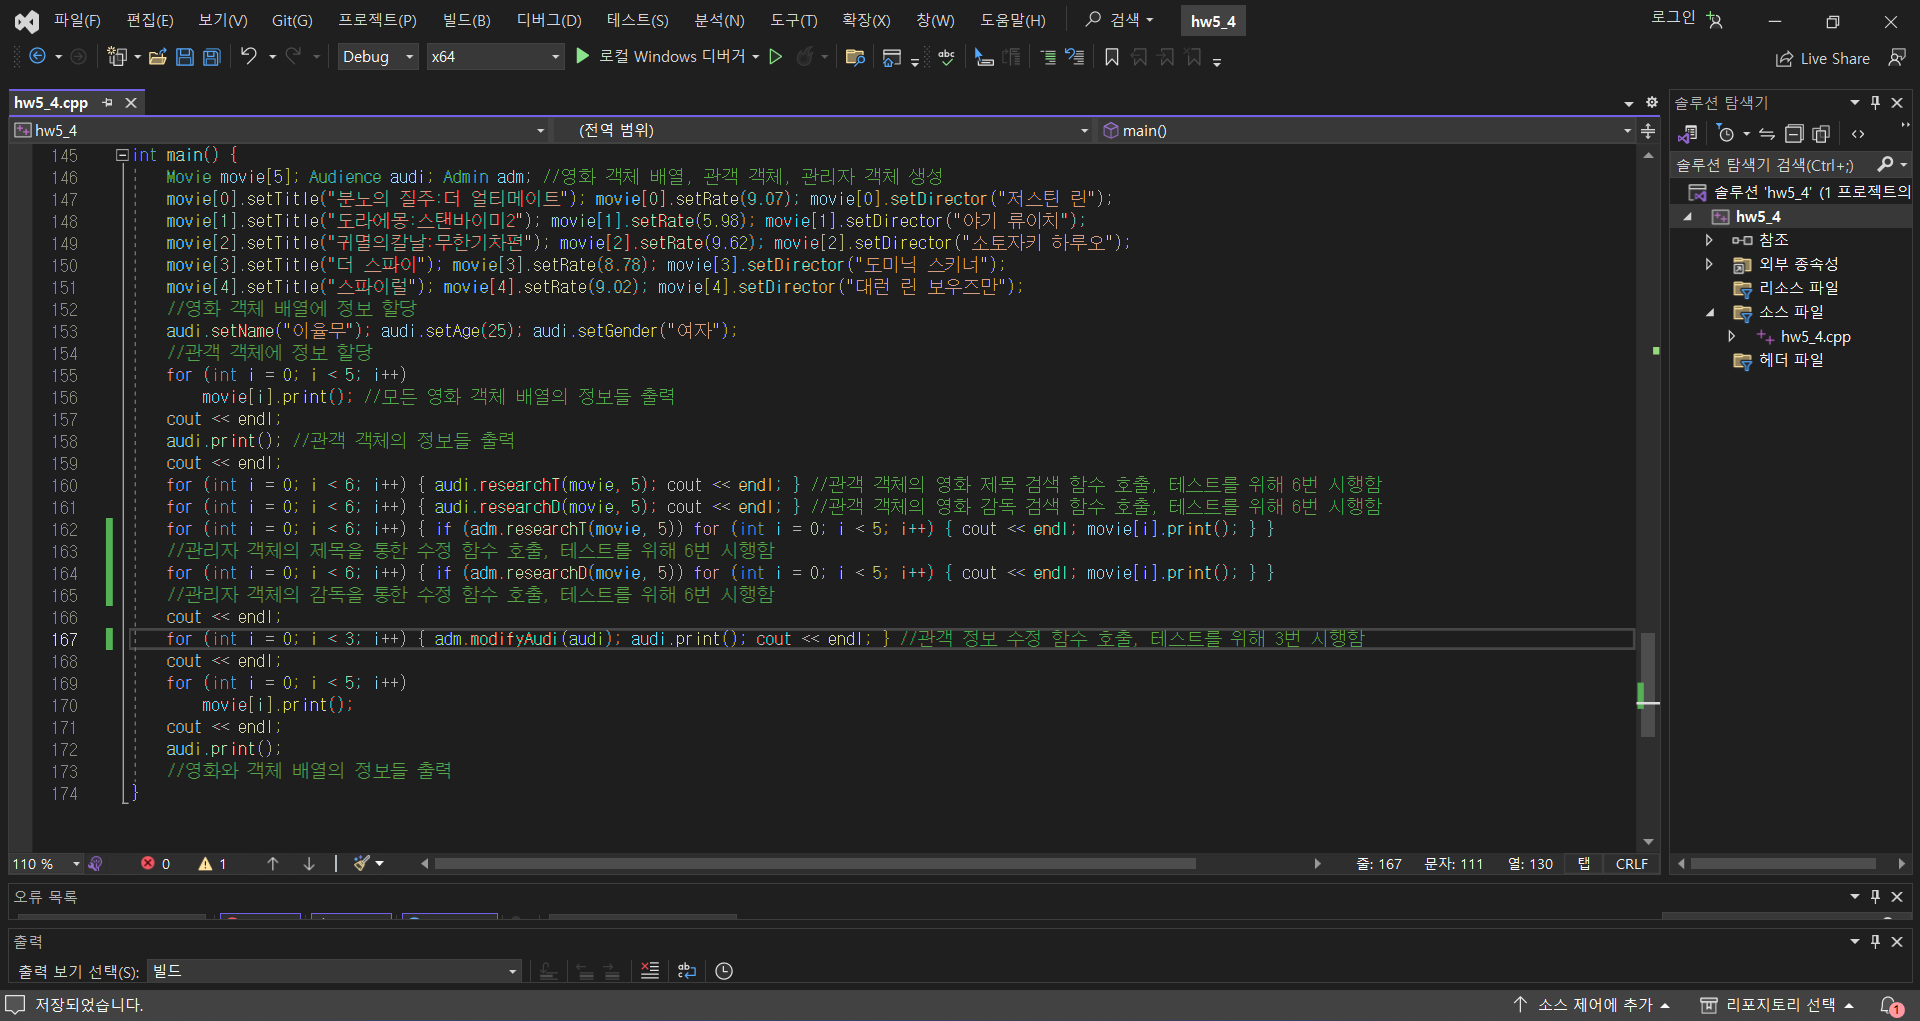 파일(F) 편집(E) 보기(V) Git(G) 프로젝트(P) 빌드(B) 디버그(D) 테스트(S) 분석(N) 도구(T) 확장(X) 창(W) 도움말(H) 검색 hw5_4 로그인
Debug x64 로컬 Windows 디버거 Live Share
hw5_4.cpp
hw5_4 (전역 범위) main()
145 int main() {
146 Movie movie[5]; Audience audi; Admin adm; //영화 객체 배열, 관객 객체, 관리자 객체 생성
147 movie[0].setTitle("분노의 질주:더 얼티메이트"); movie[0].setRate(9.07); movie[0].setDirector("저스틴 린");
148 movie[1].setTitle("도라에몽:스탠바이미2"); movie[1].setRate(5.98); movie[1].setDirector("야기 류이치");
149 movie[2].setTitle("귀멸의칼날:무한기차편"); movie[2].setRate(9.62); movie[2].setDirector("소토자키 하루오");
150 movie[3].setTitle("더 스파이"); movie[3].setRate(8.78); movie[3].setDirector("도미닉 스키너");
151 movie[4].setTitle("스파이럴"); movie[4].setRate(9.02); movie[4].setDirector("대런 린 보우즈만");
152 //영화 객체 배열에 정보 할당
153 audi.setName("이율무"); audi.setAge(25); audi.setGender("여자");
154 //관객 객체에 정보 할당
155 for (int i = 0; i < 5; i++)
156 movie[i].print(); //모든 영화 객체 배열의 정보들 출력
157 cout << endl;
158 audi.print(); //관객 객체의 정보들 출력
159 cout << endl;
160 for (int i = 0; i < 6; i++) { audi.researchT(movie, 5); cout << endl; } //관객 객체의 영화 제목 검색 함수 호출, 테스트를 위해 6번 시행함
161 for (int i = 0; i < 6; i++) { audi.researchD(movie, 5); cout << endl; } //관객 객체의 영화 감독 검색 함수 호출, 테스트를 위해 6번 시행함
162 for (int i = 0; i < 6; i++) { if (adm.researchT(movie, 5)) for (int i = 0; i < 5; i++) { cout << endl; movie[i].print(); } }
163 //관리자 객체의 제목을 통한 수정 함수 호출, 테스트를 위해 6번 시행함
164 for (int i = 0; i < 6; i++) { if (adm.researchD(movie, 5)) for (int i = 0; i < 5; i++) { cout << endl; movie[i].print(); } }
165 //관리자 객체의 감독을 통한 수정 함수 호출, 테스트를 위해 6번 시행함
166 cout << endl;
167 for (int i = 0; i < 3; i++) { adm.modifyAudi(audi); audi.print(); cout << endl; } //관객 정보 수정 함수 호출, 테스트를 위해 3번 시행함
168 cout << endl;
169 for (int i = 0; i < 5; i++)
170 movie[i].print();
171 cout << endl;
172 audi.print();
173 //영화와 객체 배열의 정보들 출력
174 }
110 % 0 1 줄: 167 문자: 111 열: 130 탭 CRLF
솔루션 탐색기
솔루션 탐색기 검색(Ctrl+;)
솔루션 'hw5_4' (1 프로젝트의
hw5_4
참조
외부 종속성
리소스 파일
소스 파일
hw5_4.cpp
헤더 파일
오류 목록
출력
출력 보기 선택(S): 빌드
저장되었습니다. 소스 제어에 추가 리포지토리 선택 1